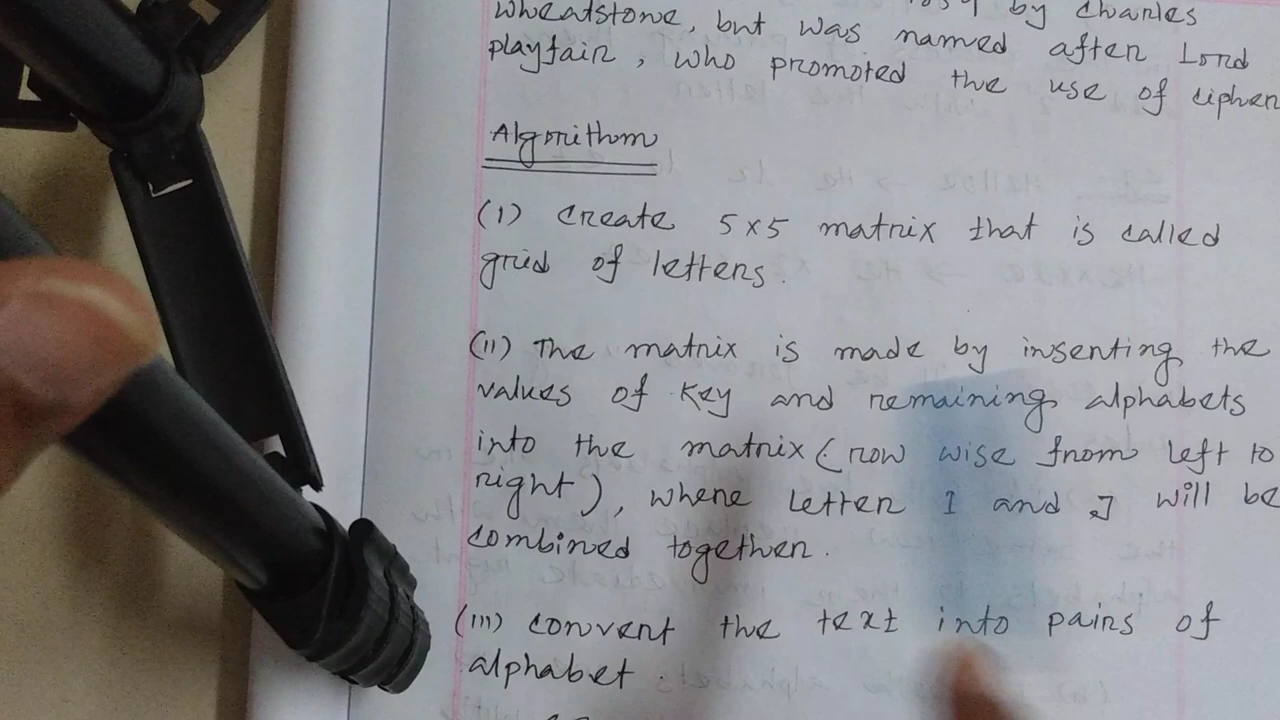 by Charles
Wheatstone, but was named after Lord
playfair, who promoted the use of cipher
Algorithm
(i) Create 5x5 matrix that is called
grid of letters.
(ii) The matrix is made by inserting the
values of key and remaining alphabets
into the matrix (row wise from left to
right), where letter I and J will be
combined together.
(iii) convert the text into pairs of
alphabet.